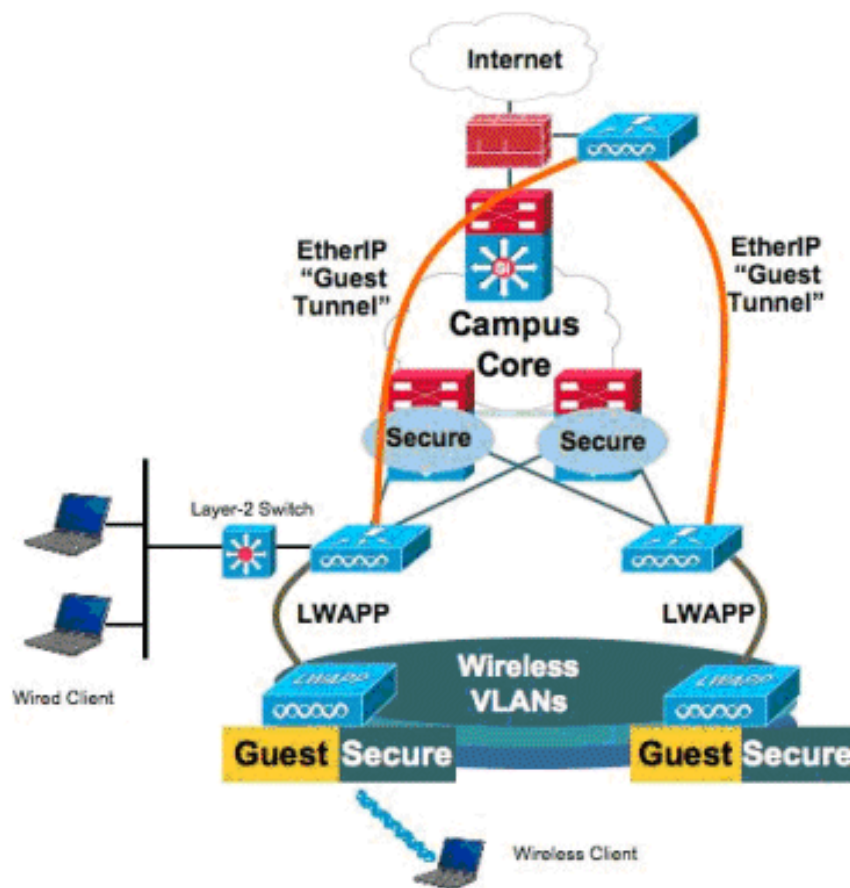 Internet
EtherIP
"Guest
Tunnel"
EtherIP
"Guest
Tunnel"
SI
Campus
Core
Secure
Secure
Layer-2 Switch
LWAPP
LWAPP
Wired Client
Wireless
VLANs
LWAPP
LWAPP
Guest
Secure
Guest
Secure
Wireless Client